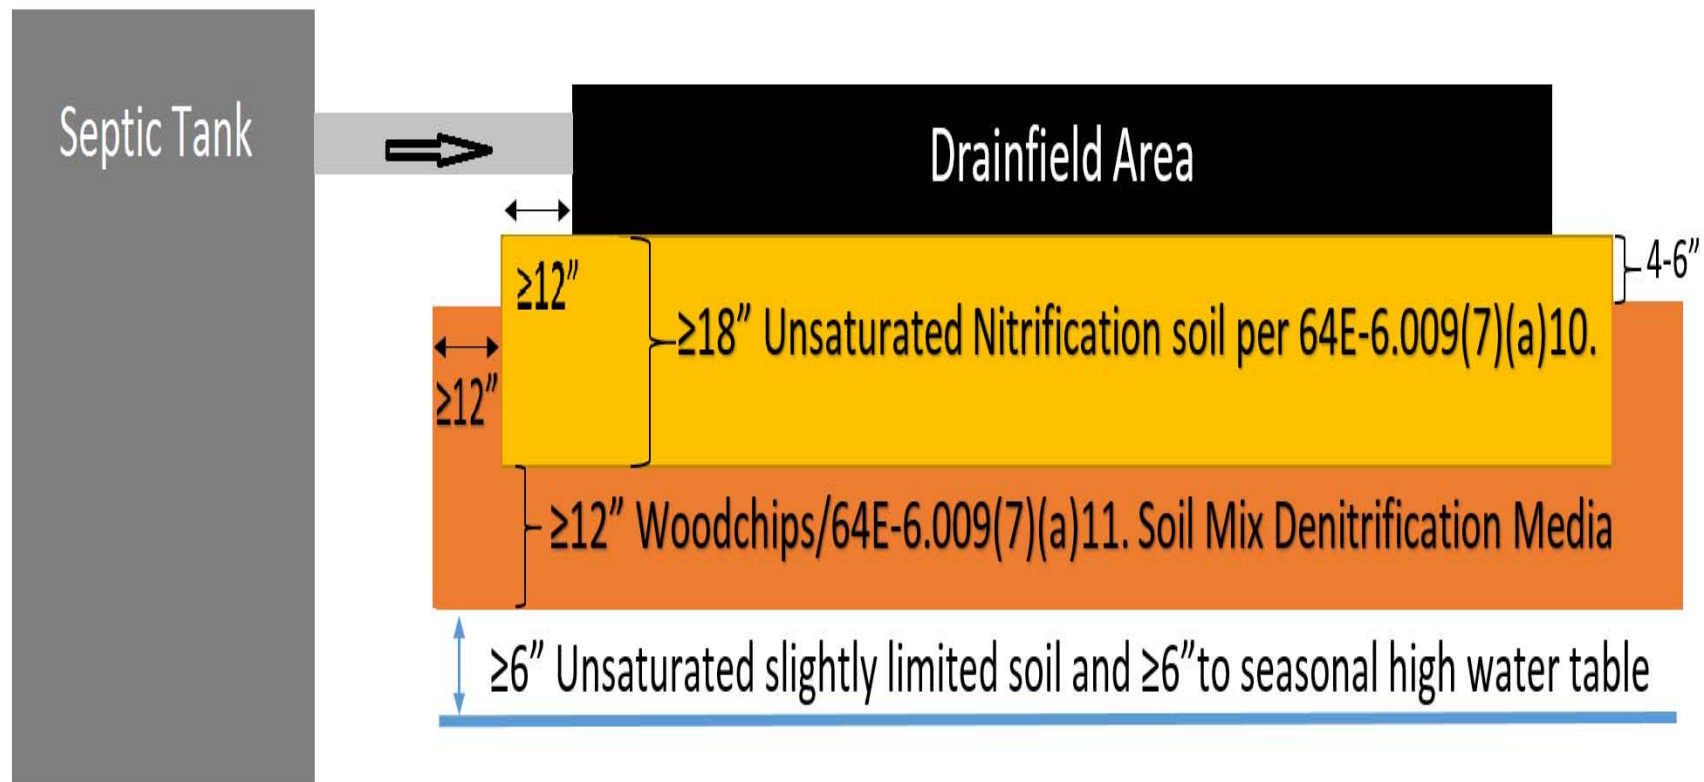 Septic Tank
Drainfield Area
4-6”
≥12”
≥18” Unsaturated Nitrification soil per 64E-6.009(7)(a)10.
≥12”
≥12” Woodchips/64E-6.009(7)(a)11. Soil Mix Denitrification Media
≥6” Unsaturated slightly limited soil and ≥6”to seasonal high water table